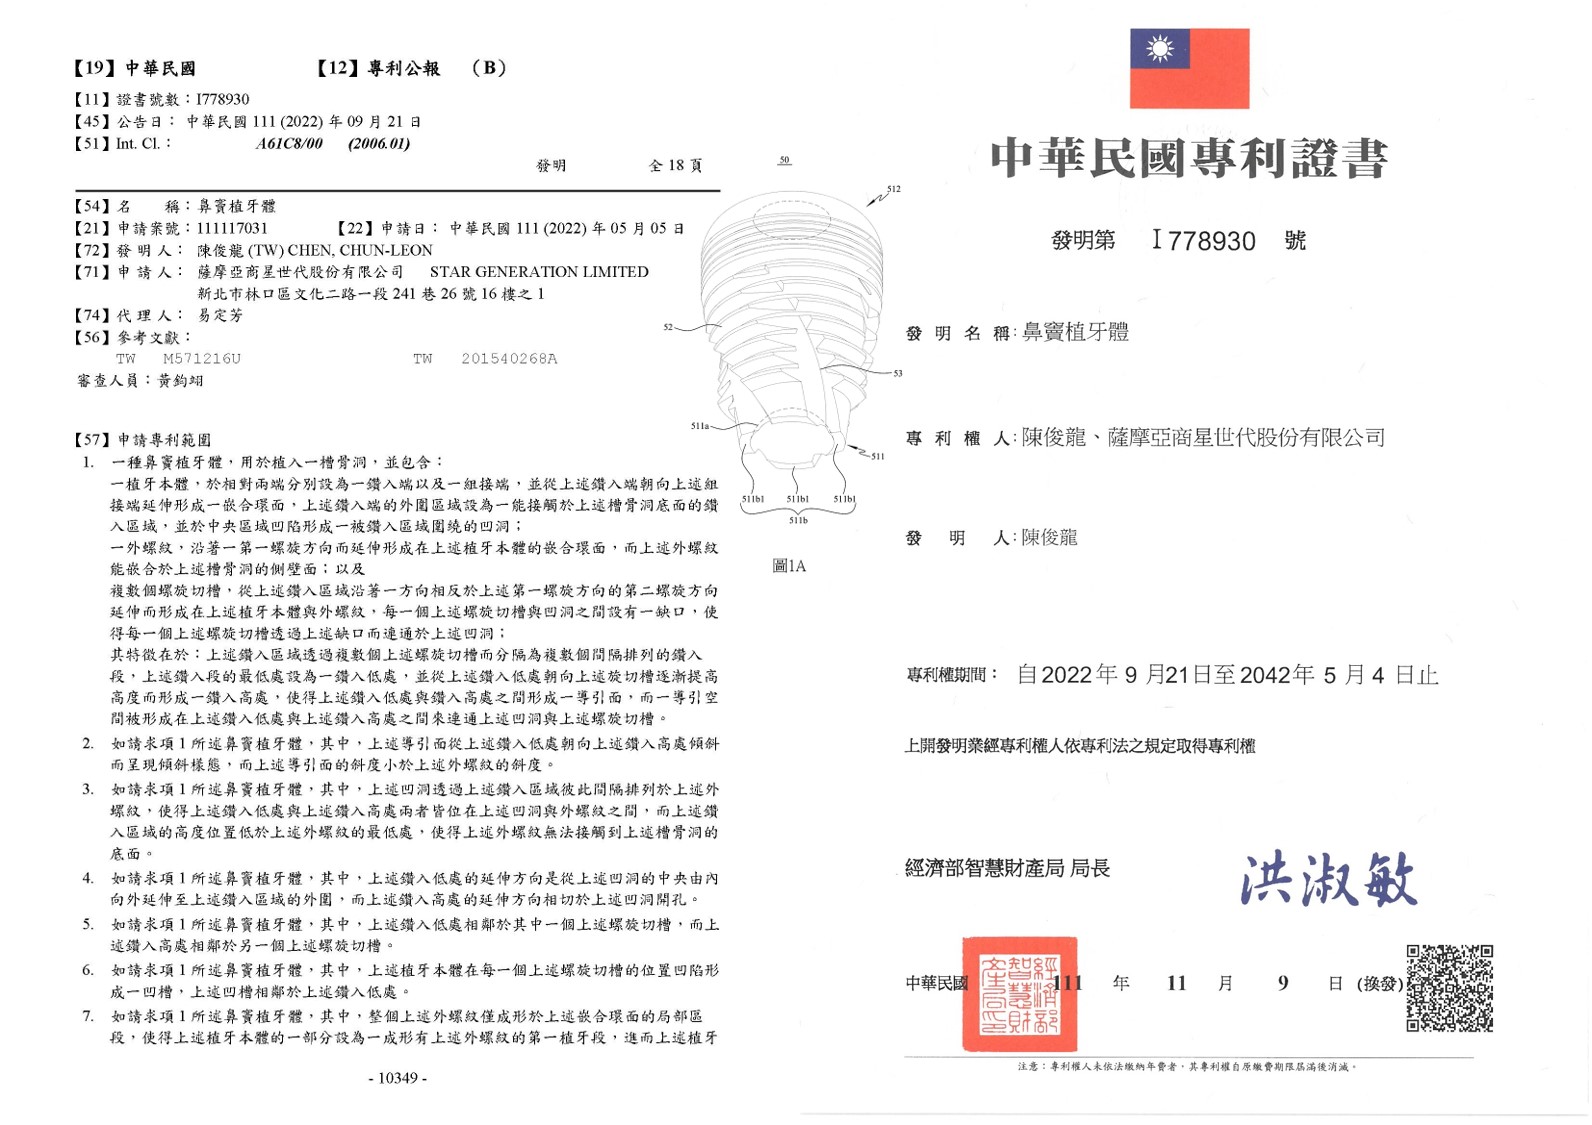 【19】中華民國　【12】專利公報　（B）
【11】證書號數：I778930
【45】公告日：　中華民國 111 (2022) 年 09 月 21 日
【51】Int. Cl.：　A61C8/00　(2006.01)
發明　全 18 頁
【54】名　　稱：鼻竇植牙體
【21】申請案號：111117031　【22】申請日：　中華民國 111 (2022) 年 05 月 05 日
【72】發 明 人：　陳俊龍 (TW) CHEN, CHUN-LEON
【71】申 請 人：　薩摩亞商星世代股份有限公司　STAR GENERATION LIMITED
新北市林口區文化二路一段 241 巷 26 號 16 樓之 1
【74】代 理 人：　易定芳
【56】參考文獻：
TW　M571216U　TW　201540268A
審查人員：黃鈞翊
【57】申請專利範圍
1.　一種鼻竇植牙體，用於植入一槽骨洞，並包含：
一植牙本體，於相對兩端分別設為一鑽入端以及一組接端，並從上述鑽入端朝向上述組
接端延伸形成一嵌合環面，上述鑽入端的外圍區域設為一能接觸於上述槽骨洞底面的鑽
入區域，並於中央區域凹陷形成一被鑽入區域圍繞的凹洞；
一外螺紋，沿著一第一螺旋方向而延伸形成在上述植牙本體的嵌合環面，而上述外螺紋
能嵌合於上述槽骨洞的側壁面；以及
複數個螺旋切槽，從上述鑽入區域沿著一方向相反於上述第一螺旋方向的第二螺旋方向
延伸而形成在上述植牙本體與外螺紋，每一個上述螺旋切槽與凹洞之間設有一缺口，使
得每一個上述螺旋切槽透過上述缺口而連通於上述凹洞；
其特徵在於：上述鑽入區域透過複數個上述螺旋切槽而分隔為複數個間隔排列的鑽入
段，上述鑽入段的最低處設為一鑽入低處，並從上述鑽入低處朝向上述旋切槽逐漸提高
高度而形成一鑽入高處，使得上述鑽入低處與鑽入高處之間形成一導引面，而一導引空
間被形成在上述鑽入低處與上述鑽入高處之間來連通上述凹洞與上述螺旋切槽。
2.　如請求項 1 所述鼻竇植牙體，其中，上述導引面從上述鑽入低處朝向上述鑽入高處傾斜
而呈現傾斜樣態，而上述導引面的斜度小於上述外螺紋的斜度。
3.　如請求項 1 所述鼻竇植牙體，其中，上述凹洞透過上述鑽入區域彼此間隔排列於上述外
螺紋，使得上述鑽入低處與上述鑽入高處兩者皆位在上述凹洞與外螺紋之間，而上述鑽
入區域的高度位置低於上述外螺紋的最低處，使得上述外螺紋無法接觸到上述槽骨洞的
底面。
4.　如請求項 1 所述鼻竇植牙體，其中，上述鑽入低處的延伸方向是從上述凹洞的中央由內
向外延伸至上述鑽入區域的外圍，而上述鑽入高處的延伸方向相切於上述凹洞開孔。
5.　如請求項 1 所述鼻竇植牙體，其中，上述鑽入低處相鄰於其中一個上述螺旋切槽，而上
述鑽入高處相鄰於另一個上述螺旋切槽。
6.　如請求項 1 所述鼻竇植牙體，其中，上述植牙本體在每一個上述螺旋切槽的位置凹陷形
成一凹槽，上述凹槽相鄰於上述鑽入低處。
7.　如請求項 1 所述鼻竇植牙體，其中，整個上述外螺紋僅成形於上述嵌合環面的局部區
段，使得上述植牙本體的一部分設為一成形有上述外螺紋的第一植牙段，進而上述植牙
- 10349 -
50
512
52
53
511a
511
511b1　511b1　511b1
511b
圖1A
中華民國專利證書
發明第　I 778930　號
發 明 名 稱：鼻竇植牙體
專 利 權 人：陳俊龍、薩摩亞商星世代股份有限公司
發　明　人：陳俊龍
專利權期間：　自 2022 年 9 月 21 日至 2042 年 5 月 4 日止
上開發明業經專利權人依專利法之規定取得專利權
經濟部智慧財產局 局長　洪淑敏
經濟部智慧財產局印
中華民國　111　年　11　月　9　日 (換發)
注意：專利權人未依法繳納年費者，其專利權自原繳費期限屆滿後消滅。